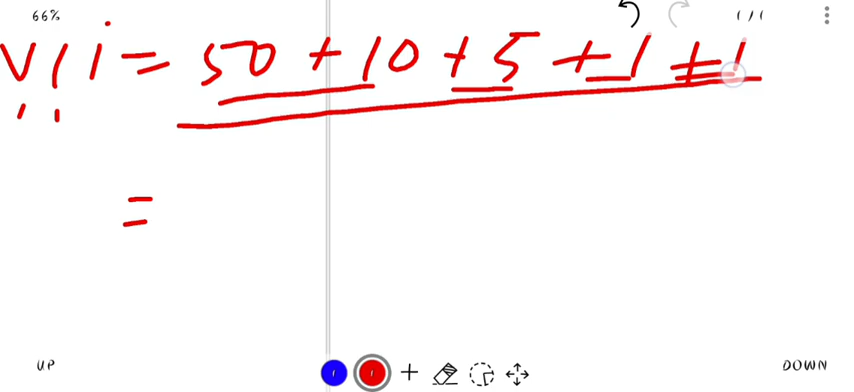 66%
vii = 50 + 10 + 5 + 1 + 1
=
UP
DOWN